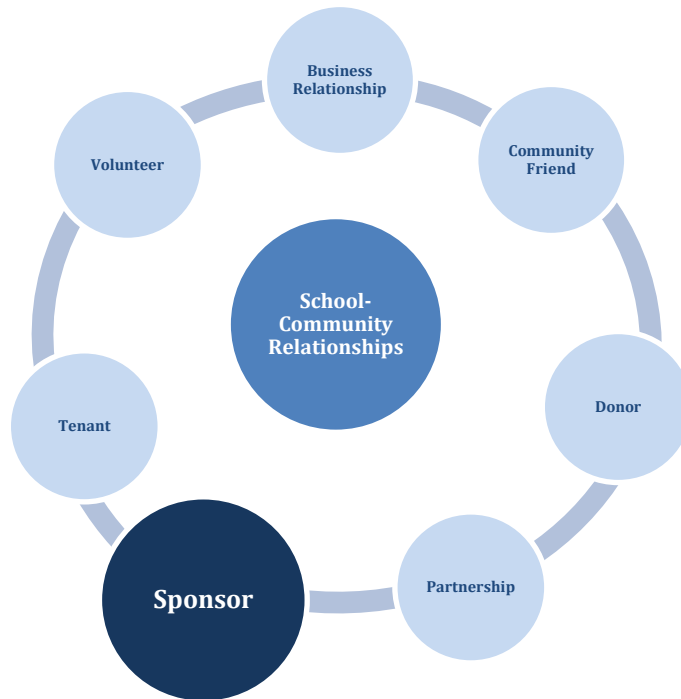 Business
Relationship
Community
Friend
Donor
Partnership
Sponsor
Tenant
Volunteer
School-
Community
Relationships